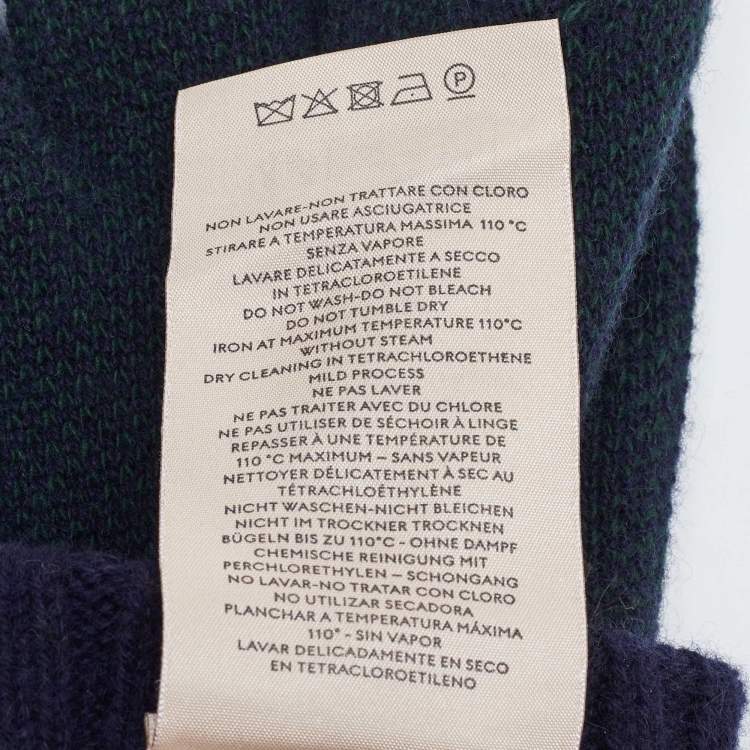 P
NON LAVARE-NON TRATTARE CON CLORO
NON USARE ASCIUGATRICE
STIRARE A TEMPERATURA MASSIMA 110 °C
SENZA VAPORE
LAVARE DELICATAMENTE A SECCO
IN TETRACLOROETILENE
DO NOT WASH-DO NOT BLEACH
DO NOT TUMBLE DRY
IRON AT MAXIMUM TEMPERATURE 110°C
WITHOUT STEAM
DRY CLEANING IN TETRACHLOROETHENE
MILD PROCESS
NE PAS LAVER
NE PAS TRAITER AVEC DU CHLORE
NE PAS UTILISER DE SÉCHOIR À LINGE
REPASSER À UNE TEMPÉRATURE DE
110 °C MAXIMUM – SANS VAPEUR
NETTOYER DÉLICATEMENT À SEC AU
TÉTRACHLOÉTHYLÈNE
NICHT WASCHEN-NICHT BLEICHEN
NICHT IM TROCKNER TROCKNEN
BÜGELN BIS ZU 110°C - OHNE DAMPF
CHEMISCHE REINIGUNG MIT
PERCHLORETHYLEN – SCHONGANG
NO LAVAR-NO TRATAR CON CLORO
NO UTILIZAR SECADORA
PLANCHAR A TEMPERATURA MÁXIMA
110° - SIN VAPOR
LAVAR DELICADAMENTE EN SECO
EN TETRACLOROETILENO